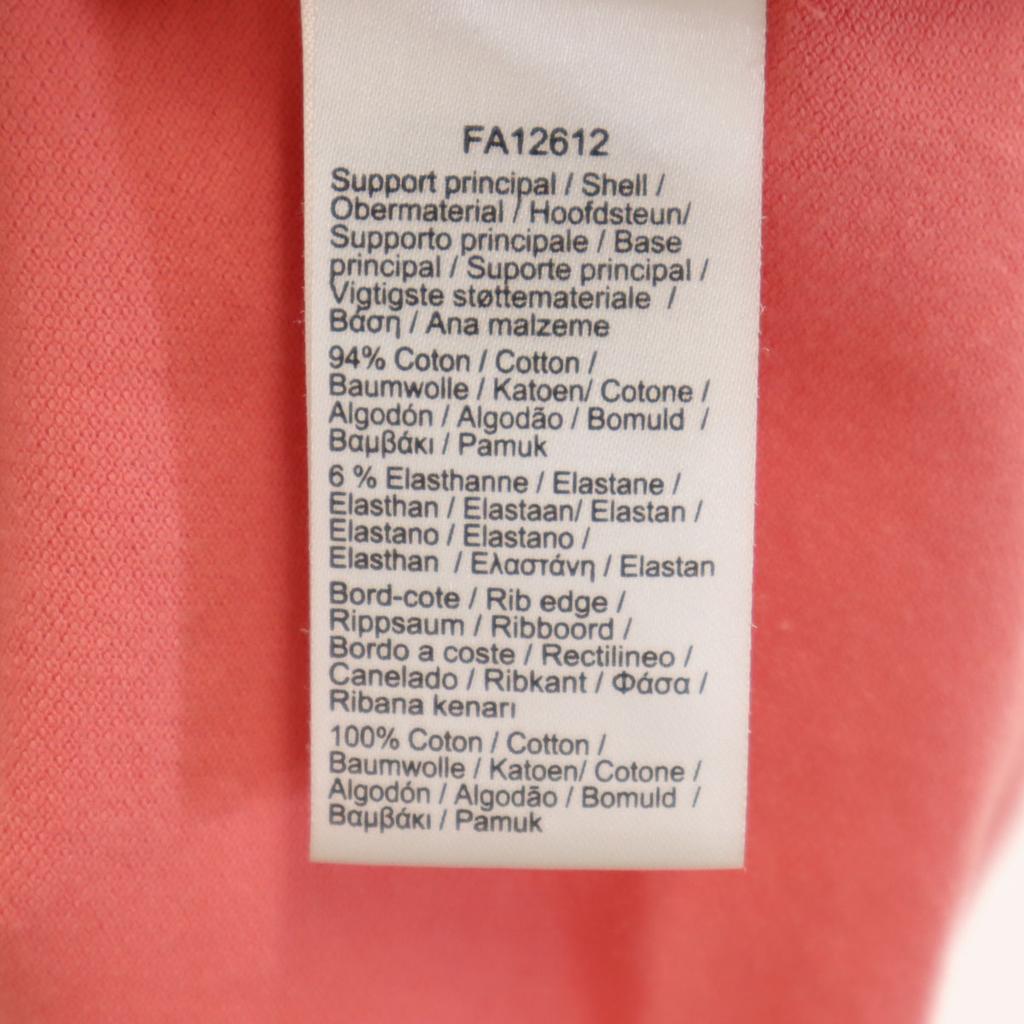 FA12612
Support principal / Shell /
Obermaterial / Hoofdsteun/
Supporto principale / Base
principal / Suporte principal /
Vigtigste støttemateriale /
Βάση / Ana malzeme
94% Coton / Cotton /
Baumwolle / Katoen/ Cotone /
Algodón / Algodão / Bomuld /
Βαμβάκι / Pamuk
6 % Elasthanne / Elastane /
Elasthan / Elastaan/ Elastan /
Elastano / Elastano /
Elasthan / Ελαστάνη / Elastan
Bord-cote / Rib edge /
Rippsaum / Ribboord /
Bordo a coste / Rectilineo /
Canelado / Ribkant / Φάσα /
Ribana kenarı
100% Coton / Cotton /
Baumwolle / Katoen/ Cotone /
Algodón / Algodão / Bomuld /
Βαμβάκι / Pamuk